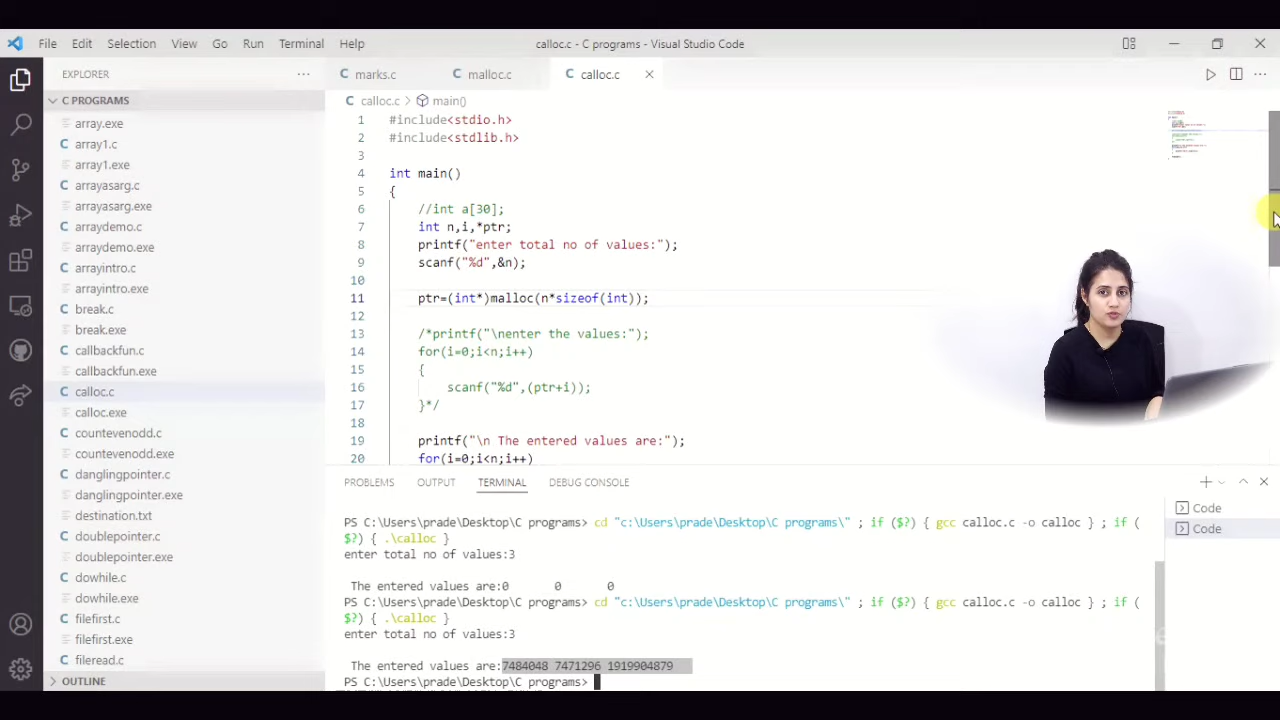 File Edit Selection View Go Run Terminal Help calloc.c - C programs - Visual Studio Code
EXPLORER ··· marks.c malloc.c calloc.c
C PROGRAMS calloc.c > main()
array.exe
array1.c
array1.exe
arrayasarg.c
arrayasarg.exe
arraydemo.c
arraydemo.exe
arrayintro.c
arrayintro.exe
break.c
break.exe
callbackfun.c
callbackfun.exe
calloc.c
calloc.exe
countevenodd.c
countevenodd.exe
danglingpointer.c
danglingpointer.exe
destination.txt
doublepointer.c
doublepointer.exe
dowhile.c
dowhile.exe
filefirst.c
filefirst.exe
fileread.c
OUTLINE
1 #include<stdio.h>
2 #include<stdlib.h>
3
4 int main()
5 {
6 //int a[30];
7 int n,i,*ptr;
8 printf("enter total no of values:");
9 scanf("%d",&n);
10
11 ptr=(int*)malloc(n*sizeof(int));
12
13 /*printf("\nenter the values:");
14 for(i=0;i<n;i++)
15 {
16 scanf("%d",(ptr+i));
17 }*/
18
19 printf("\n The entered values are:");
20 for(i=0;i<n;i++)
PROBLEMS OUTPUT TERMINAL DEBUG CONSOLE
PS C:\Users\prade\Desktop\C programs> cd "c:\Users\prade\Desktop\C programs\" ; if ($?) { gcc calloc.c -o calloc } ; if (
$?) { .\calloc }
enter total no of values:3
The entered values are:0 0 0
PS C:\Users\prade\Desktop\C programs> cd "c:\Users\prade\Desktop\C programs\" ; if ($?) { gcc calloc.c -o calloc } ; if (
$?) { .\calloc }
enter total no of values:3
The entered values are:7484048 7471296 1919904879
PS C:\Users\prade\Desktop\C programs>
Code
Code